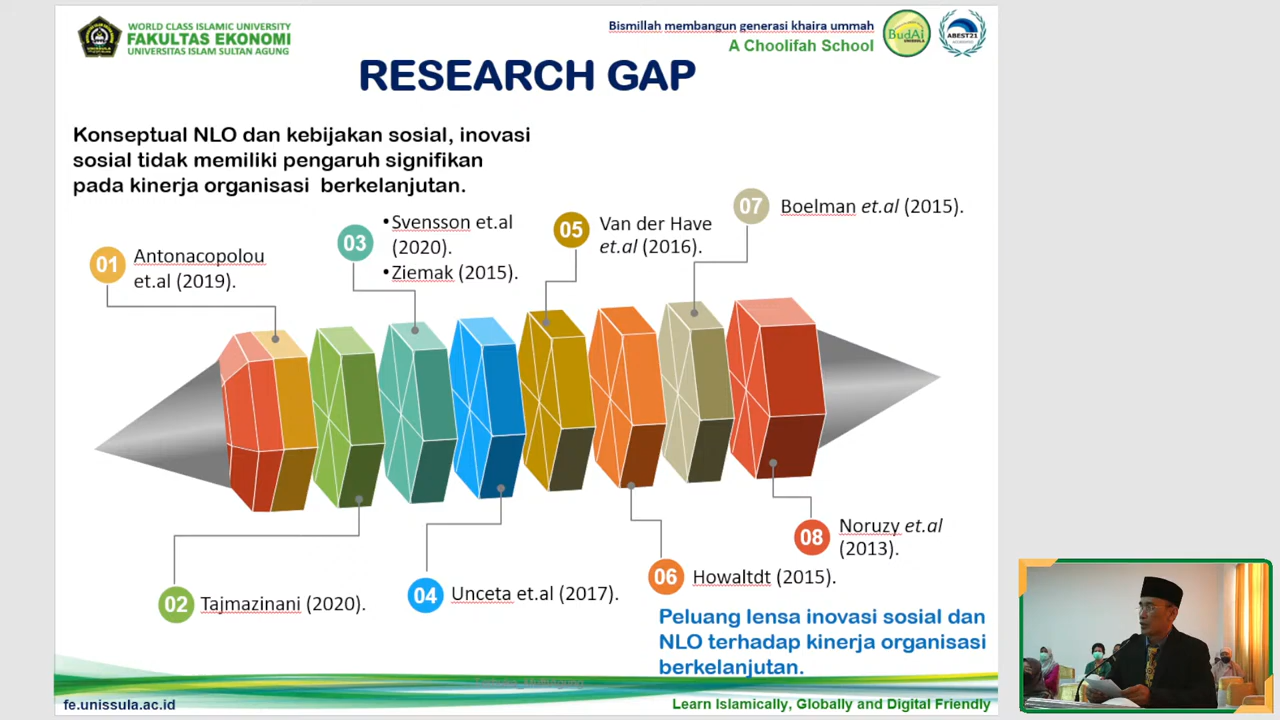 WORLD CLASS ISLAMIC UNIVERSITY
FAKULTAS EKONOMI
UNIVERSITAS ISLAM SULTAN AGUNG
Bismillah membangun generasi khaira ummah
A Choolifah School
BudAi
UNISSULA
ABEST21
RESEARCH GAP
Konseptual NLO dan kebijakan sosial, inovasi
sosial tidak memiliki pengaruh signifikan
pada kinerja organisasi berkelanjutan.
01
Antonacopolou
et.al (2019).
03
•Svensson et.al
(2020).
•Ziemak (2015).
05
Van der Have
et.al (2016).
07
Boelman et.al (2015).
02
Tajmazinani (2020).
04
Unceta et.al (2017).
06
Howaltdt (2015).
08
Noruzy et.al
(2013).
Peluang lensa inovasi sosial dan
NLO terhadap kinerja organisasi
berkelanjutan.
fe.unissula.ac.id
Learn Islamically, Globally and Digital Friendly